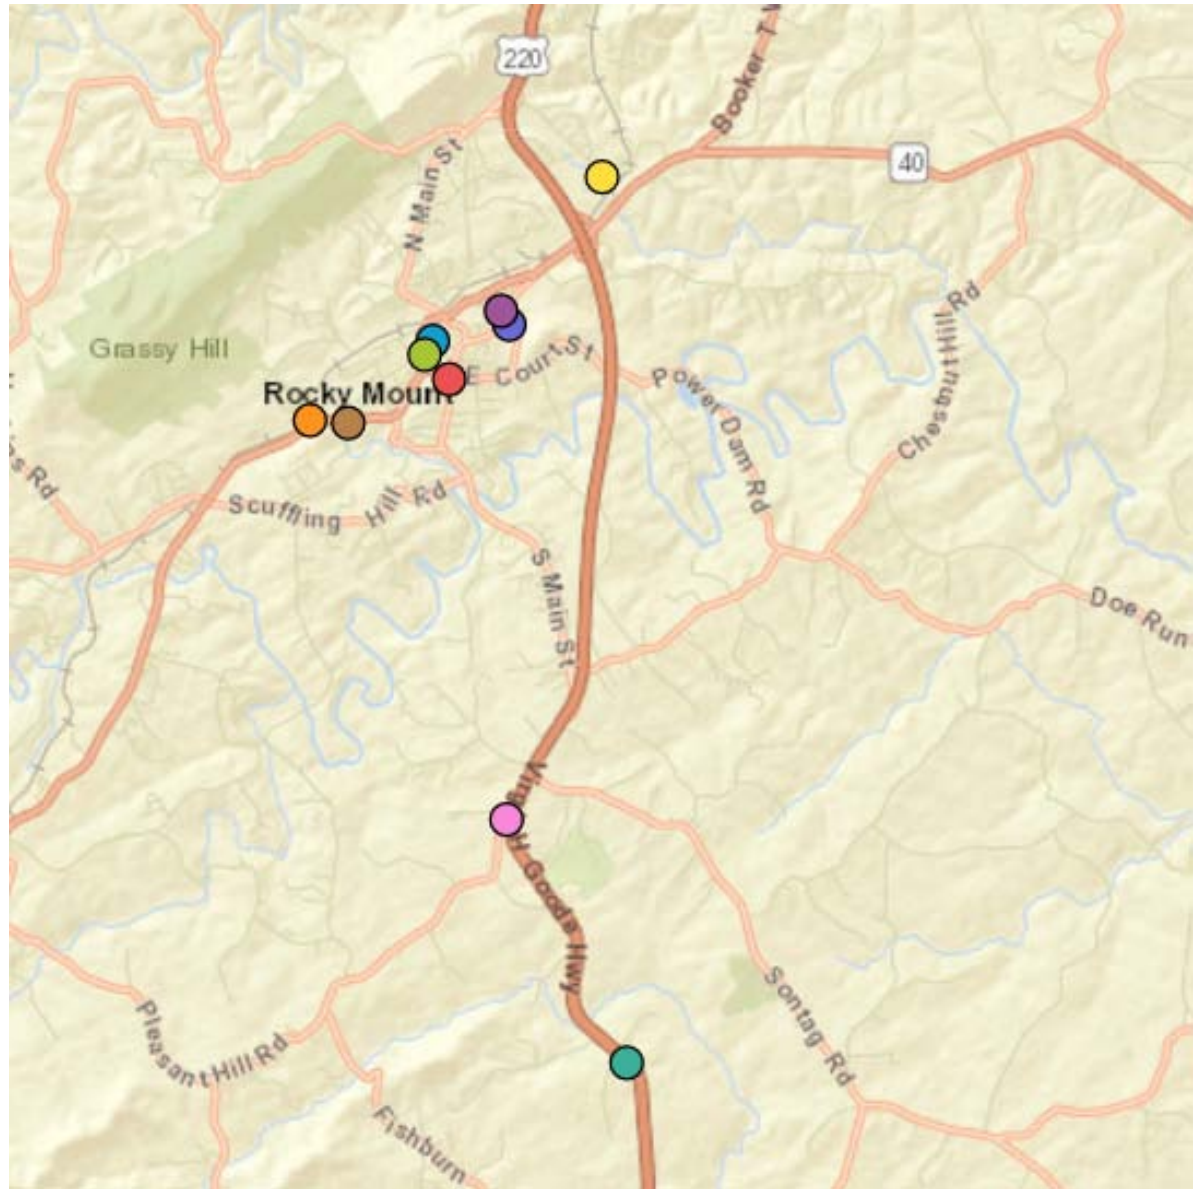 220
Booker T W
N Main St
40
Grassy Hill
Rd
Chestnut Hill
E Court St
Power Dam Rd
Rocky Mount
Scuffling Hill Rd
S Main St
Doe Run
H Goode Hwy
Sontag Rd
Pleasant Hill Rd
Fishburn